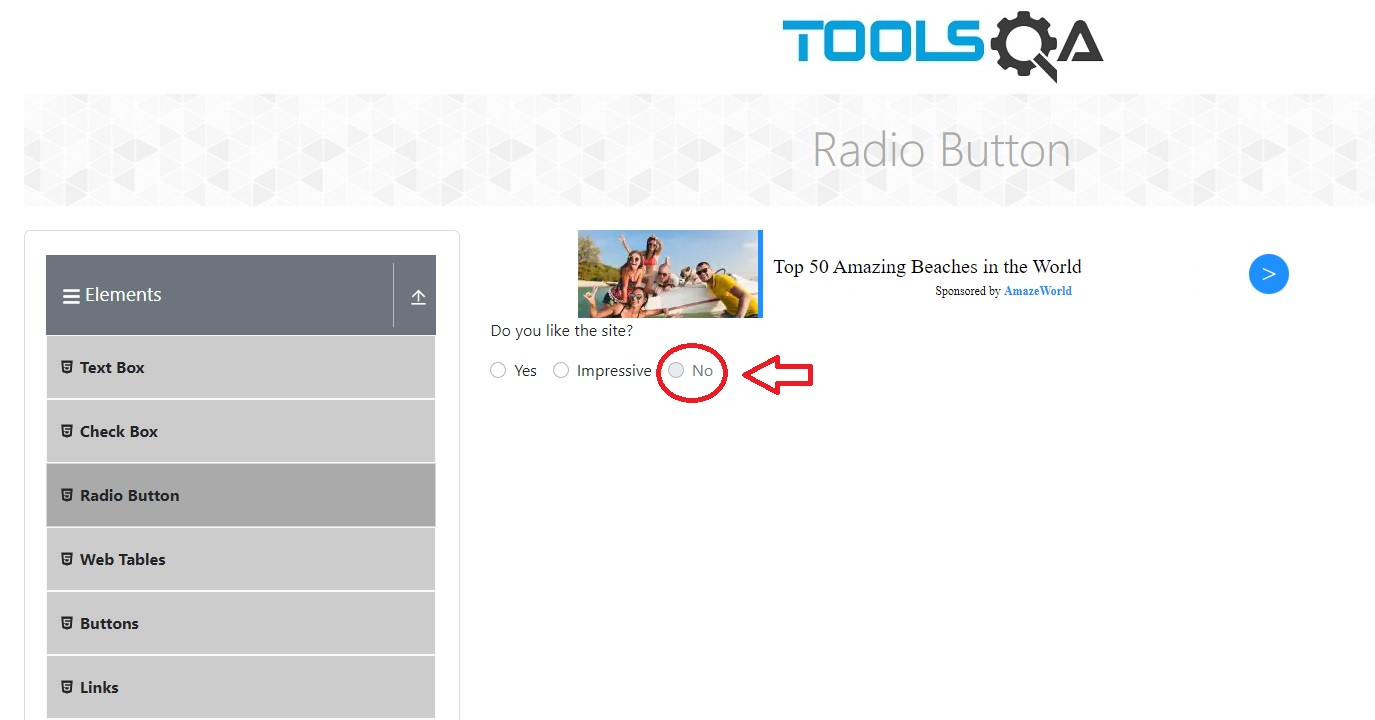 TOOLSQA
Radio Button
Elements
Text Box
Check Box
Radio Button
Web Tables
Buttons
Links
Top 50 Amazing Beaches in the World
Sponsored by AmazeWorld
>
Do you like the site?
Yes Impressive No